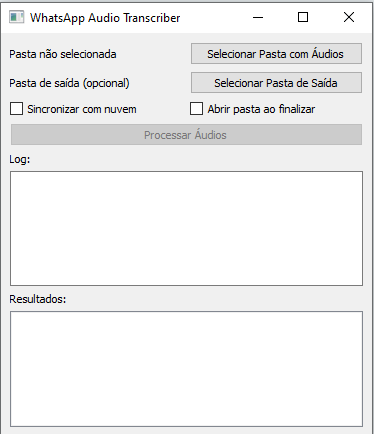 WhatsApp Audio Transcriber
Pasta não selecionada
Selecionar Pasta com Áudios
Pasta de saída (opcional)
Selecionar Pasta de Saída
Sincronizar com nuvem
Abrir pasta ao finalizar
Processar Áudios
Log:
Resultados: